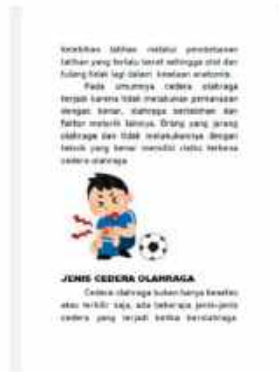 kelebihan latihan melalui pembebanan
latihan yang terlalu berat sehingga otot dan
tulang tidak lagi dalam keadaan anatomis.
Pada umumnya cedera olahraga
terjadi karena tidak melakukan pemanasan
dengan benar, olahraga berlebihan dan
faktor motorik lainnya. Orang yang jarang
olahraga dan tidak melakukannya dengan
teknik yang benar memiliki risiko terkena
cedera olahraga
JENIS CEDERA OLAHRAGA
Cedera olahraga bukan hanya keseleo
atau terkilir saja, ada beberapa jenis-jenis
cedera yang terjadi ketika berolahraga.